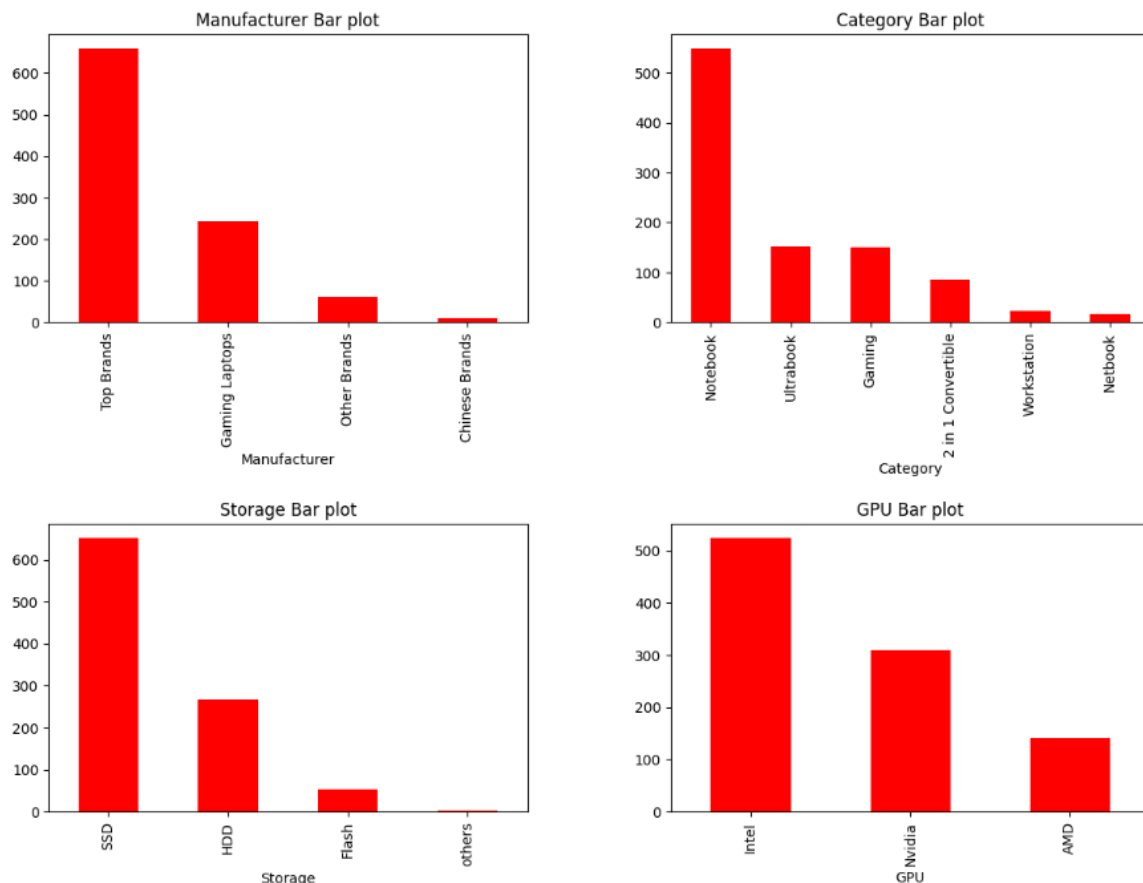 Manufacturer Bar plot
600
500
400
300
200
100
0
Top Brands
Gaming Laptops
Other Brands
Chinese Brands
Manufacturer
Category Bar plot
500
400
300
200
100
0
Notebook
Ultrabook
Gaming
2 in 1 Convertible
Workstation
Netbook
Category
Storage Bar plot
600
500
400
300
200
100
0
SSD
HDD
Flash
others
Storage
GPU Bar plot
500
400
300
200
100
0
Intel
Nvidia
AMD
GPU